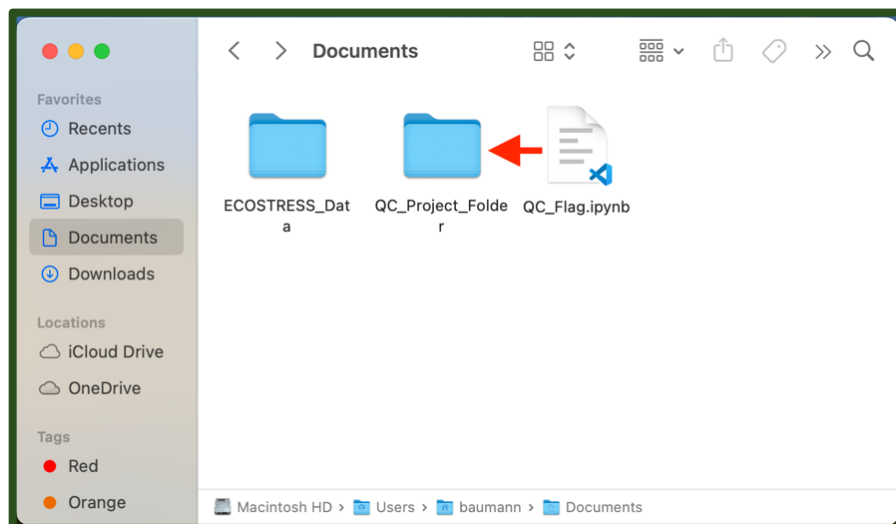 Documents
Favorites
Recents
Applications
Desktop
Documents
Downloads
Locations
iCloud Drive
OneDrive
Tags
Red
Orange
ECOSTRESS_Dat
a
QC_Project_Folde
r
QC_Flag.ipynb
Macintosh HD › Users › baumann › Documents